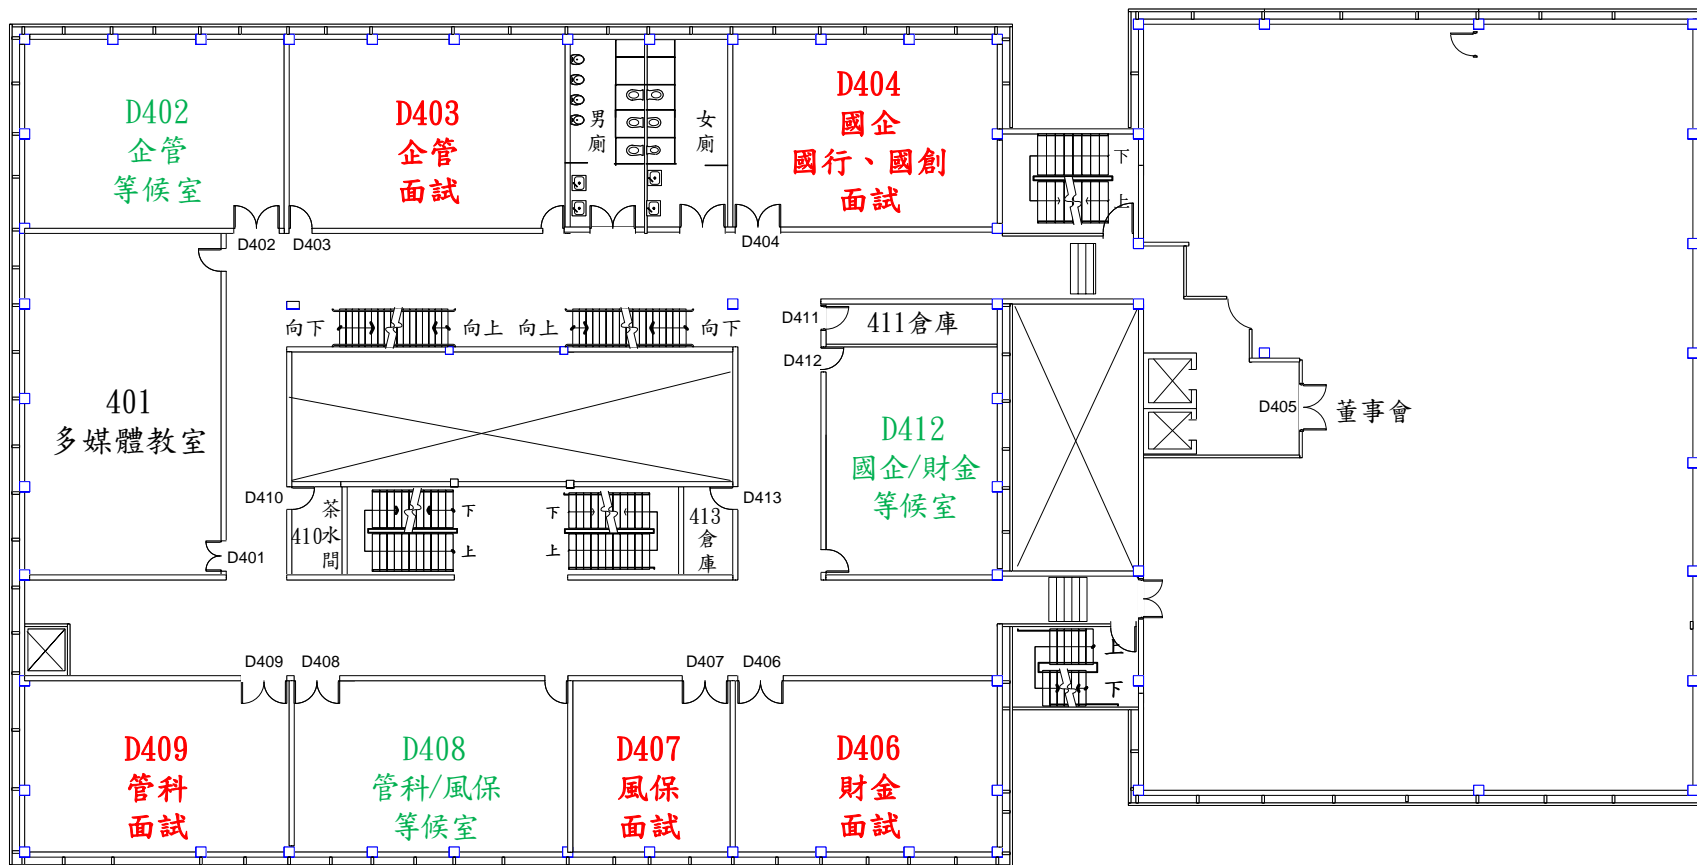 D402
企管
等候室
D403
企管
面試
男廁
女廁
D404
國企
國行、國創
面試
下
上
D402
D403
D404
向下
向上
向上
向下
D411
411倉庫
D412
401
多媒體教室
D412
國企/財金
等候室
D405
董事會
D410
茶水間
410
下
上
下
上
413
倉庫
D413
D401
上
下
D409
D408
D407
D406
D409
管科
面試
D408
管科/風保
等候室
D407
風保
面試
D406
財金
面試